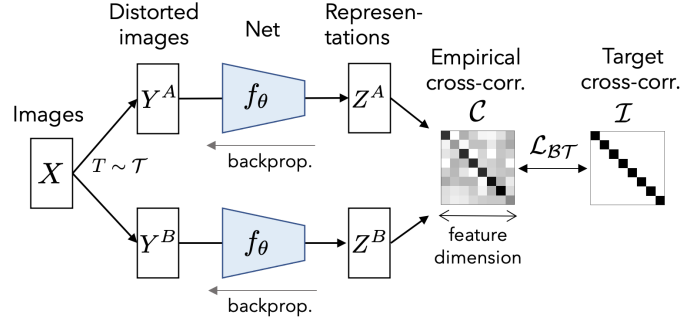 Distorted
images
Net
Represen-
tations
Empirical
cross-corr.
Target
cross-corr.
Images
X
T ∼ 𝒯
Y^A
f_θ
Z^A
backprop.
𝒞
ℒ_ℬ𝒯
ℐ
Y^B
f_θ
Z^B
backprop.
feature
dimension